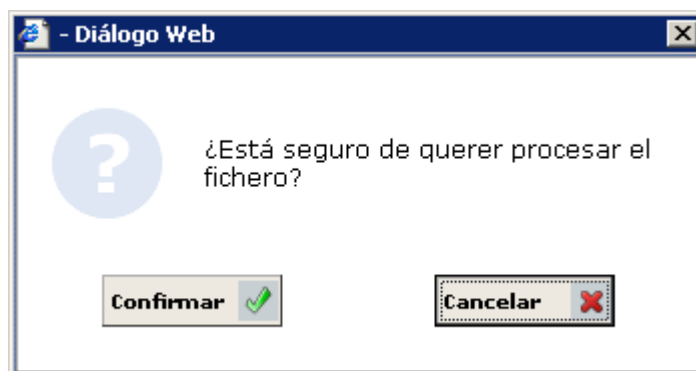 - Diálogo Web
¿Está seguro de querer procesar el
fichero?
Confirmar
Cancelar